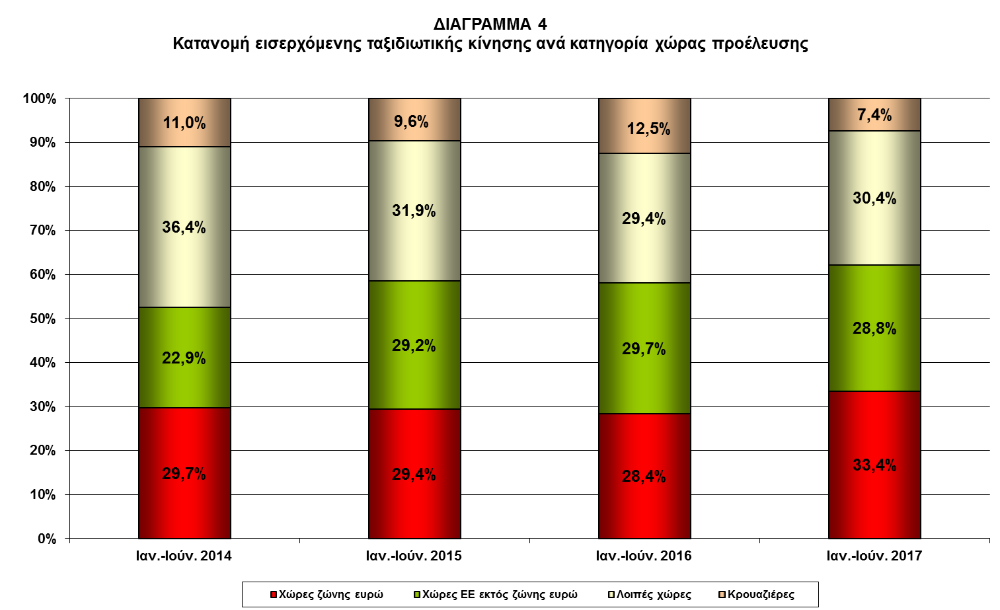 ΔΙΑΓΡΑΜΜΑ 4
Κατανομή εισερχόμενης ταξιδιωτικής κίνησης ανά κατηγορία χώρας προέλευσης
100%
90%
80%
70%
60%
50%
40%
30%
20%
10%
0%
11,0% 9,6% 12,5% 7,4%
36,4% 31,9% 29,4% 30,4%
22,9% 29,2% 29,7% 28,8%
29,7% 29,4% 28,4% 33,4%
Ιαν.-Ιούν. 2014 Ιαν.-Ιούν. 2015 Ιαν.-Ιούν. 2016 Ιαν.-Ιούν. 2017
Χώρες ζώνης ευρώ Χώρες ΕΕ εκτός ζώνης ευρώ Λοιπές χώρες Κρουαζιέρες